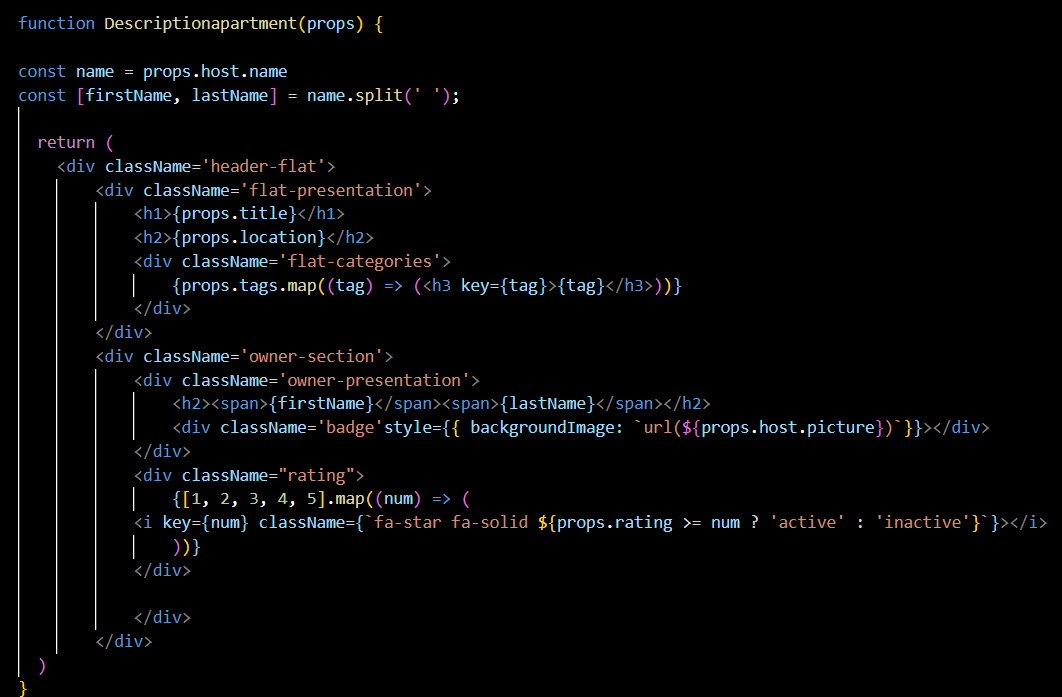 function Descriptionapartment(props) {

const name = props.host.name
const [firstName, lastName] = name.split(' ');

  return (
    <div className='header-flat'>
        <div className='flat-presentation'>
            <h1>{props.title}</h1>
            <h2>{props.location}</h2>
            <div className='flat-categories'>
                {props.tags.map((tag) => (<h3 key={tag}>{tag}</h3>))}
            </div>
        </div>
        <div className='owner-section'>
            <div className='owner-presentation'>
                <h2><span>{firstName}</span><span>{lastName}</span></h2>
                <div className='badge'style={{ backgroundImage: `url(${props.host.picture})`}}></div>
            </div>
            <div className="rating">
                {[1, 2, 3, 4, 5].map((num) => (
            <i key={num} className={`fa-star fa-solid ${props.rating >= num ? 'active' : 'inactive'}`}></i>
                ))}
            </div>

            </div>
        </div>
  )
}